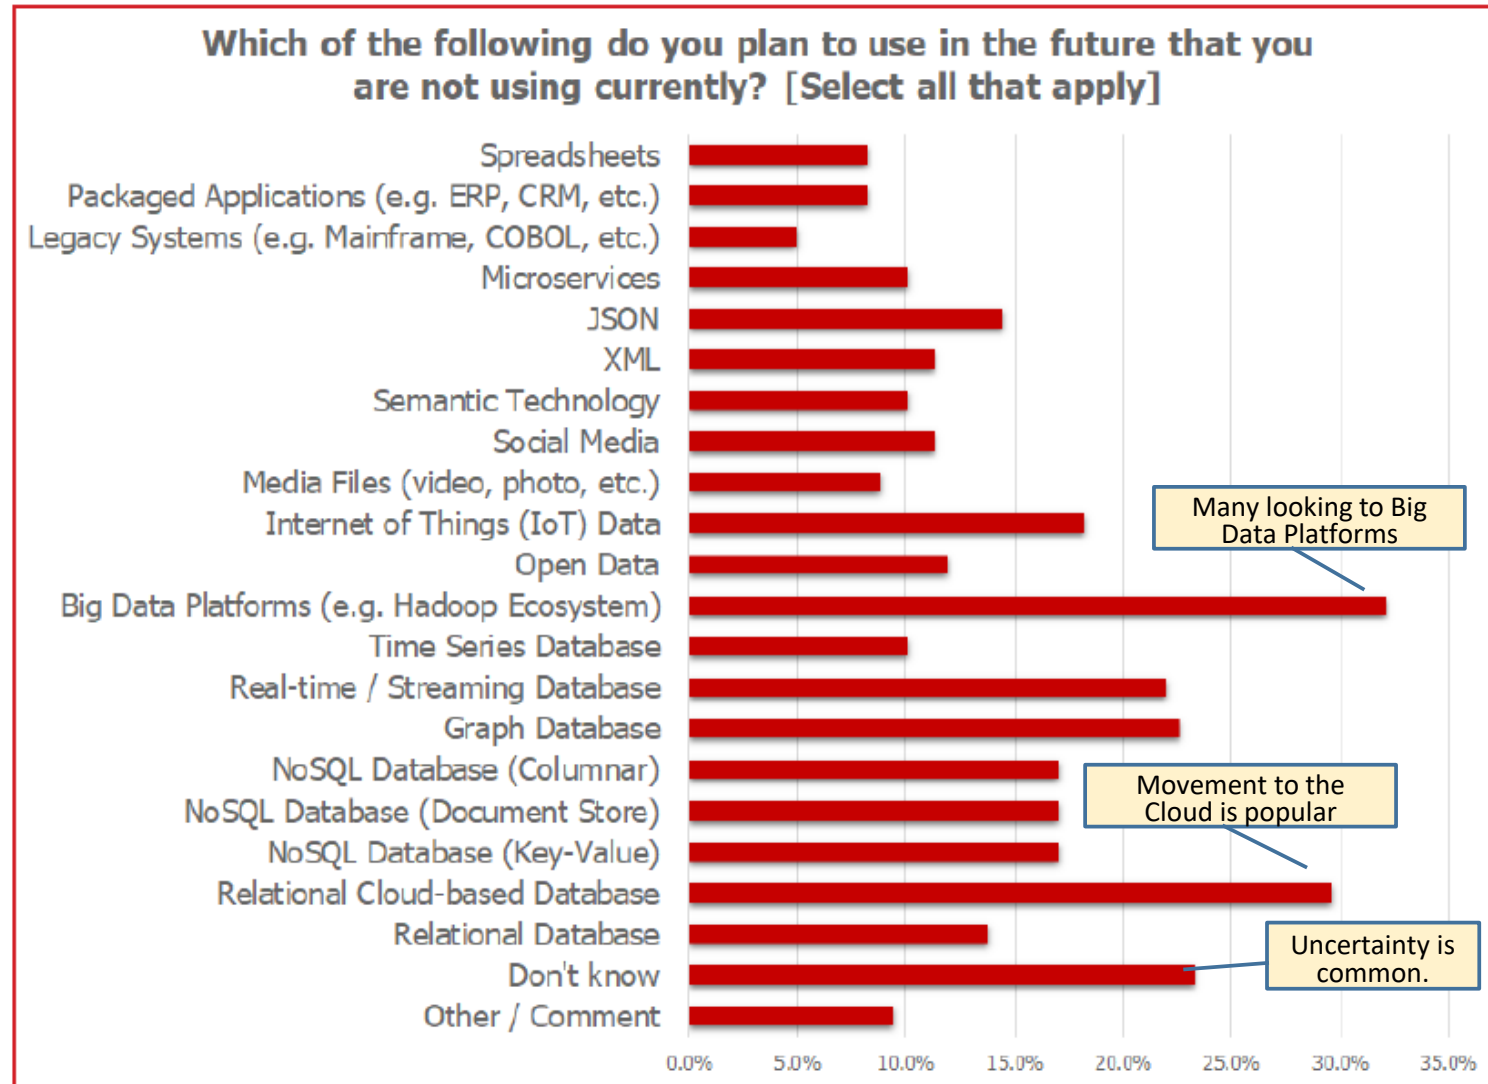 Which of the following do you plan to use in the future that you
are not using currently? [Select all that apply]
Spreadsheets
Packaged Applications (e.g. ERP, CRM, etc.)
Legacy Systems (e.g. Mainframe, COBOL, etc.)
Microservices
JSON
XML
Semantic Technology
Social Media
Media Files (video, photo, etc.)
Internet of Things (IoT) Data
Open Data
Big Data Platforms (e.g. Hadoop Ecosystem)
Time Series Database
Real-time / Streaming Database
Graph Database
NoSQL Database (Columnar)
NoSQL Database (Document Store)
NoSQL Database (Key-Value)
Relational Cloud-based Database
Relational Database
Don't know
Other / Comment
Many looking to Big
Data Platforms
Movement to the
Cloud is popular
Uncertainty is
common.
0.0% 5.0% 10.0% 15.0% 20.0% 25.0% 30.0% 35.0%